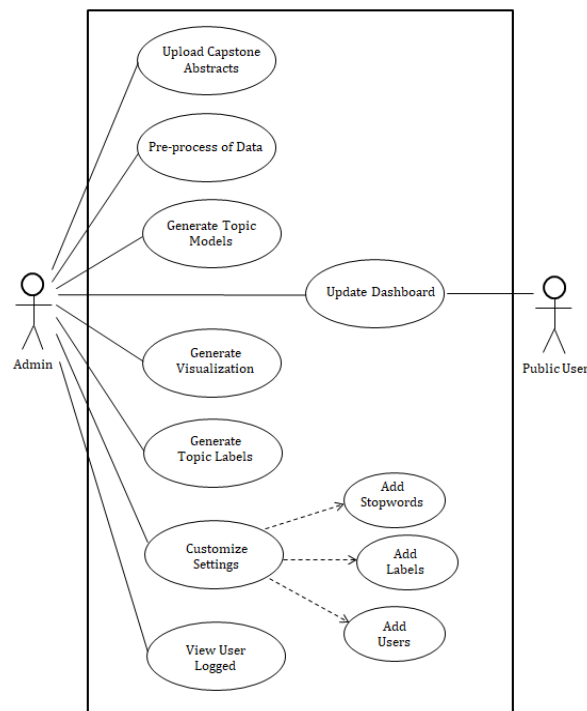 Upload Capstone
Abstracts
Pre-process of Data
Generate Topic
Models
Update Dashboard
Admin
Public User
Generate
Visualization
Generate
Topic Labels
Add
Stopwords
Customize
Settings
Add
Labels
Add
Users
View User
Logged